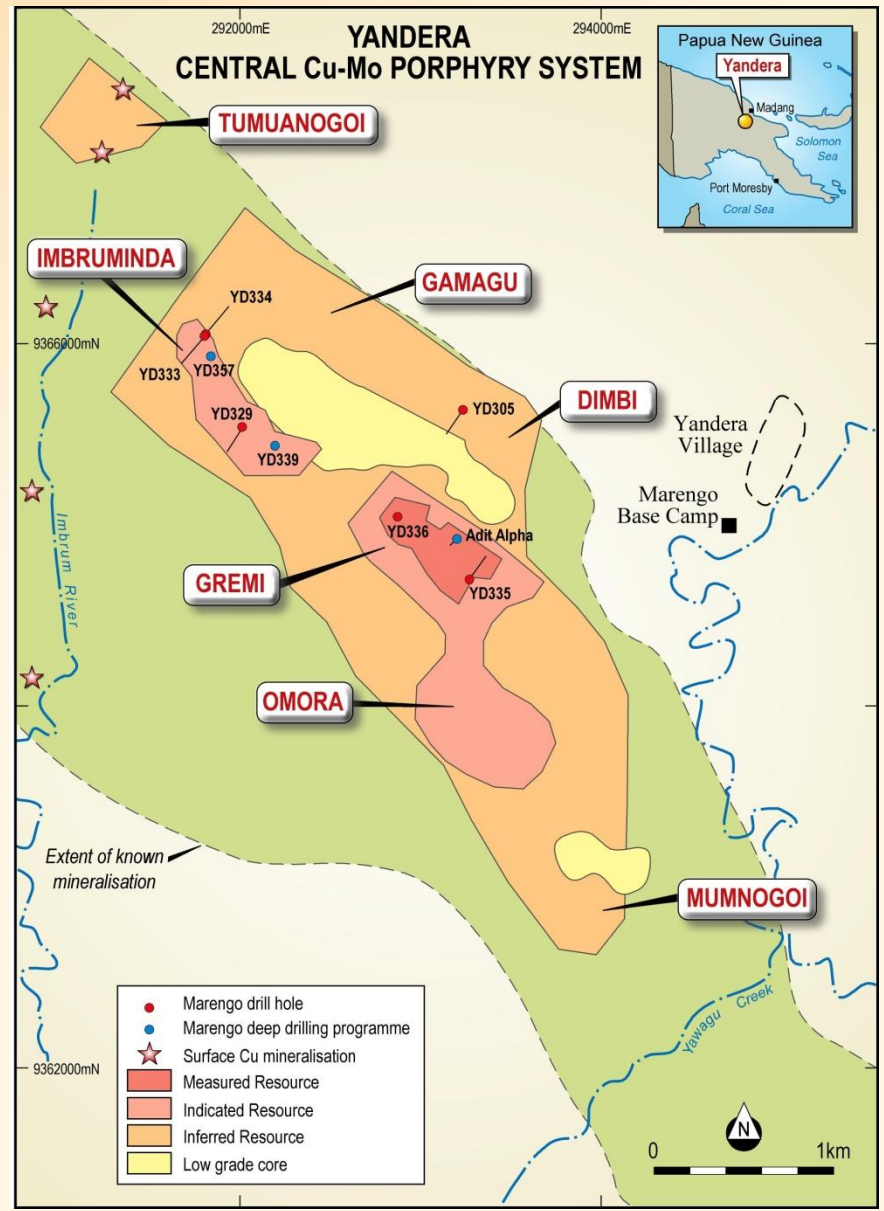 292000mE
294000mE
YANDERA
CENTRAL Cu-Mo PORPHYRY SYSTEM
Papua New Guinea
Yandera
Madang
Solomon
Sea
Port Moresby
Coral Sea
TUMUANOGOI
IMBRUMINDA
GAMAGU
YD334
9366000mN
YD333
YD357
DIMBI
YD329
YD305
YD339
Yandera
Village
Marengo
Base Camp
YD336
Adit Alpha
Imbrum River
GREMI
YD335
OMORA
Extent of known
mineralisation
MUMNOGOI
Yawagu Creek
Marengo drill hole
Marengo deep drilling programme
Surface Cu mineralisation
9362000mN
Measured Resource
Indicated Resource
Inferred Resource
Low grade core
N
0
1km